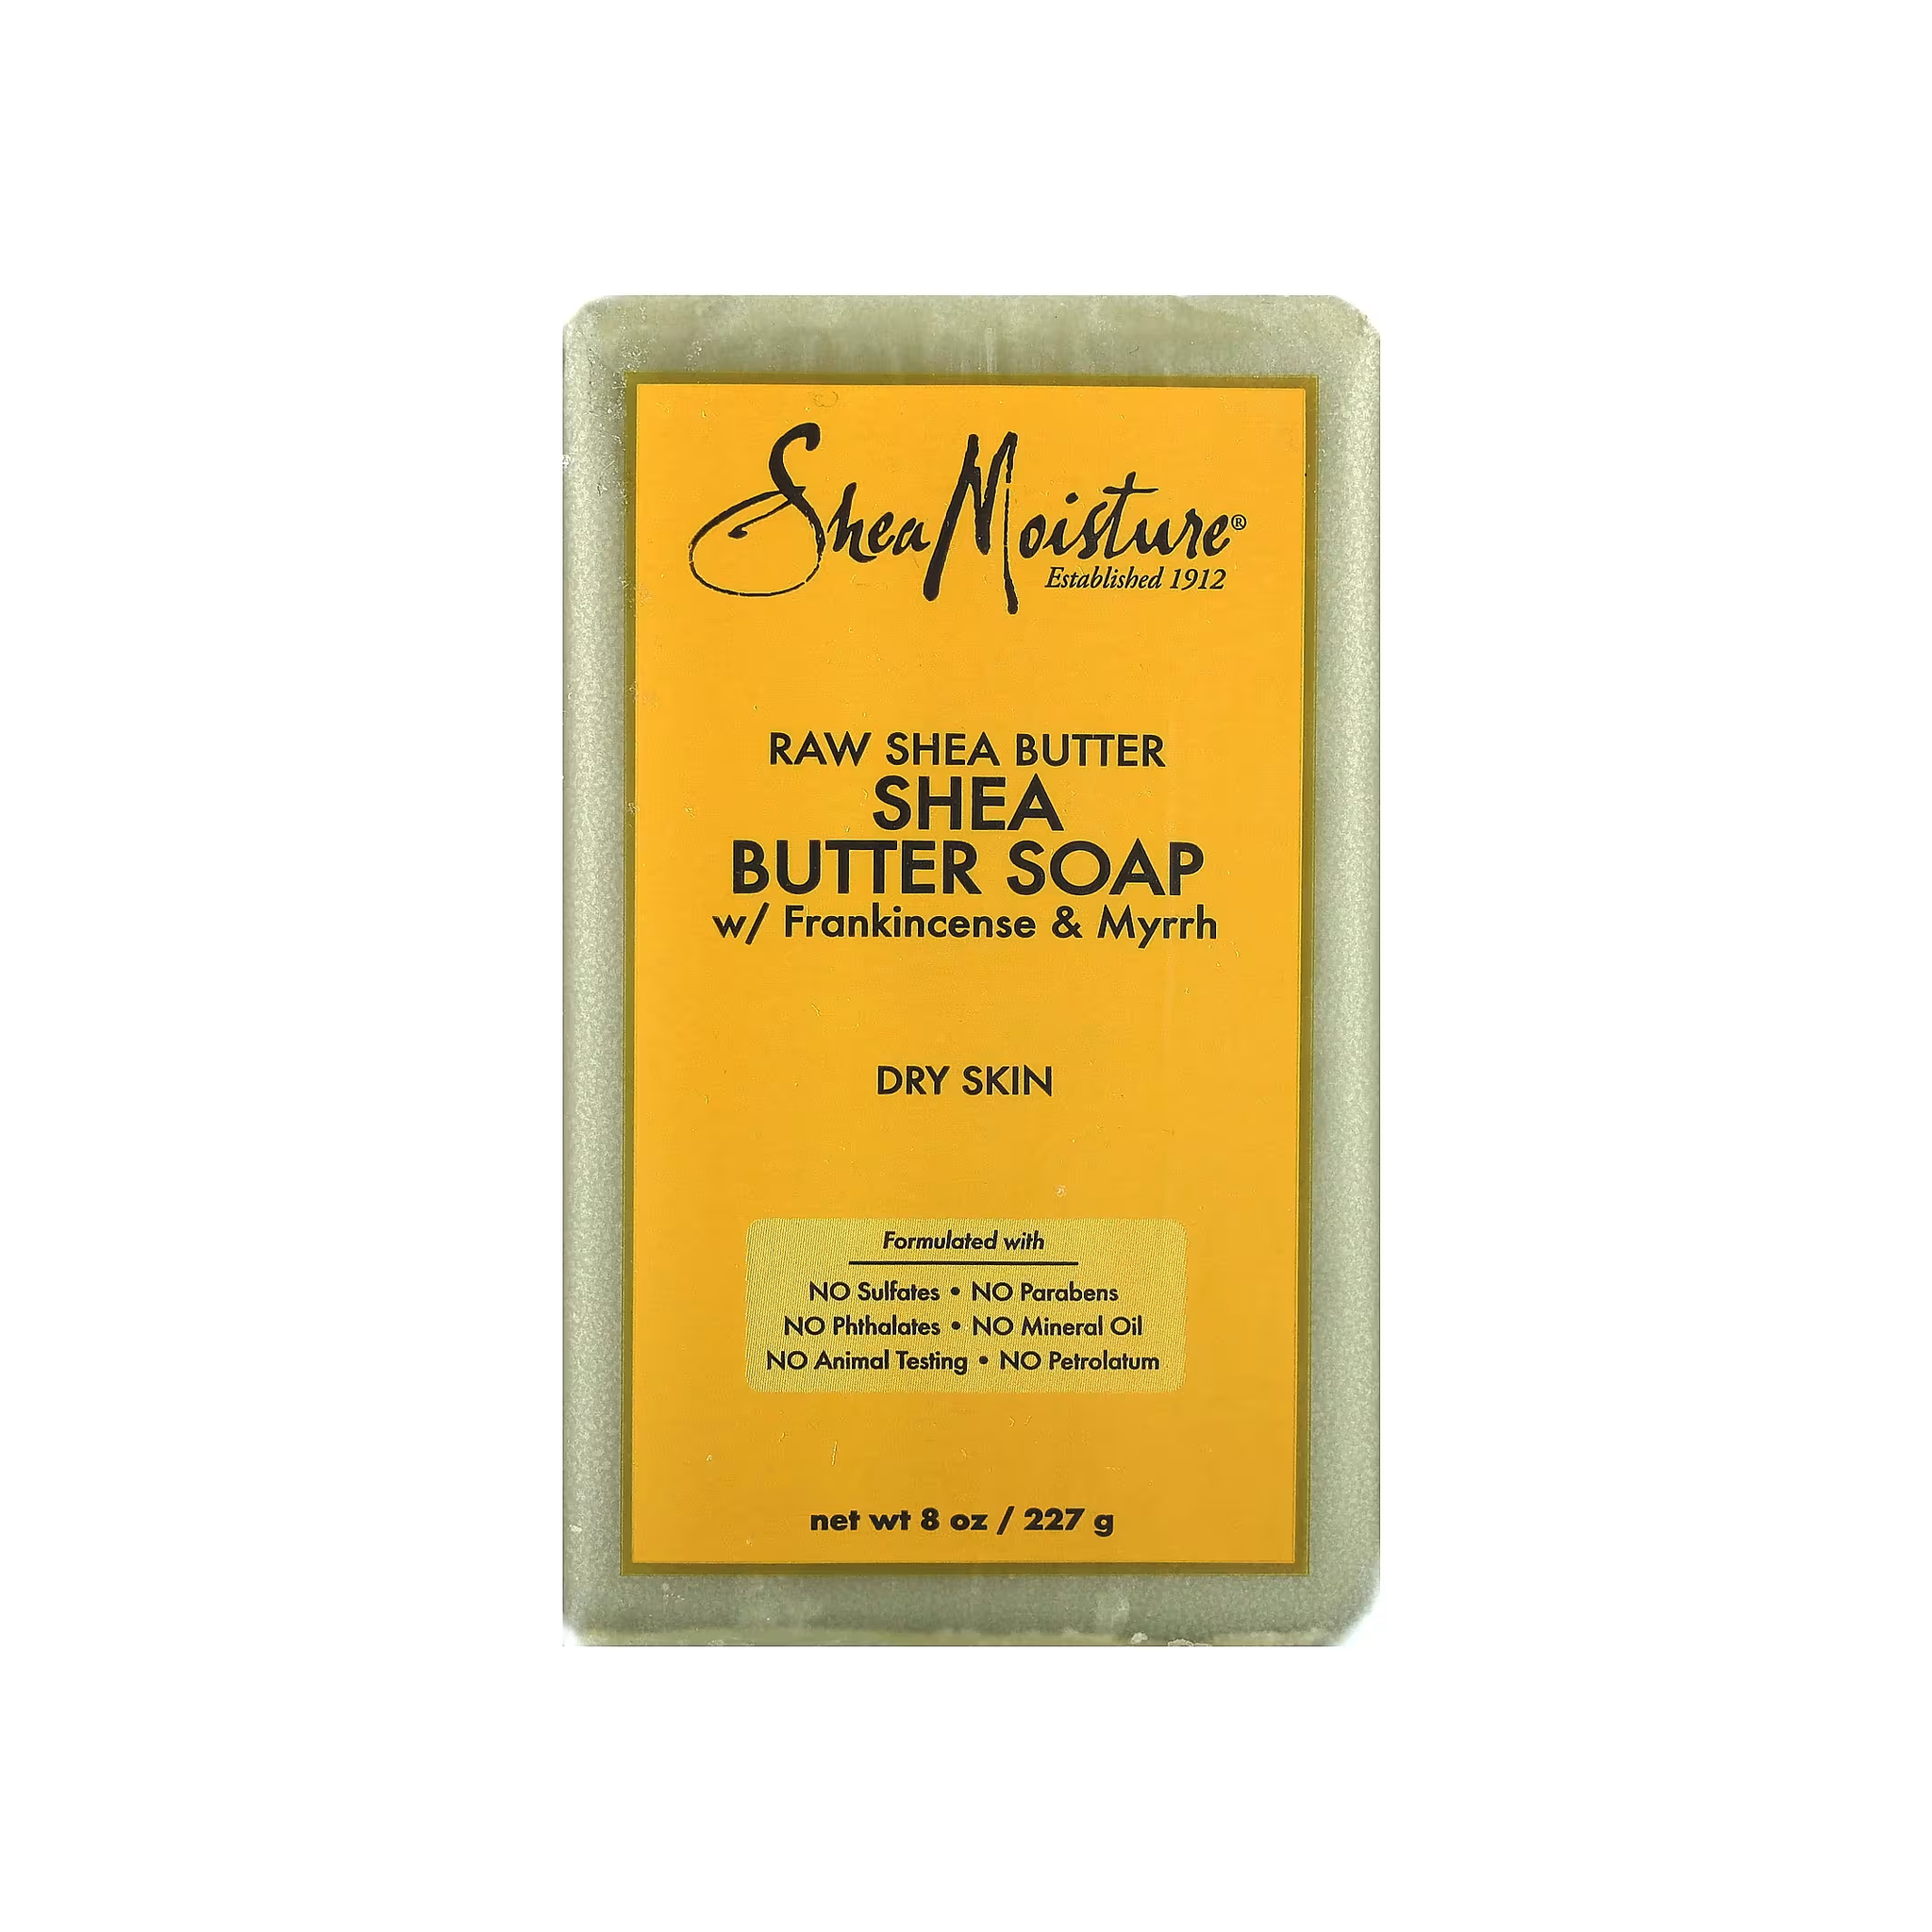 SheaMoisture®
Established 1912
RAW SHEA BUTTER
SHEA
BUTTER SOAP
w/ Frankincense & Myrrh
DRY SKIN
Formulated with
NO Sulfates • NO Parabens
NO Phthalates • NO Mineral Oil
NO Animal Testing • NO Petrolatum
net wt 8 oz / 227 g